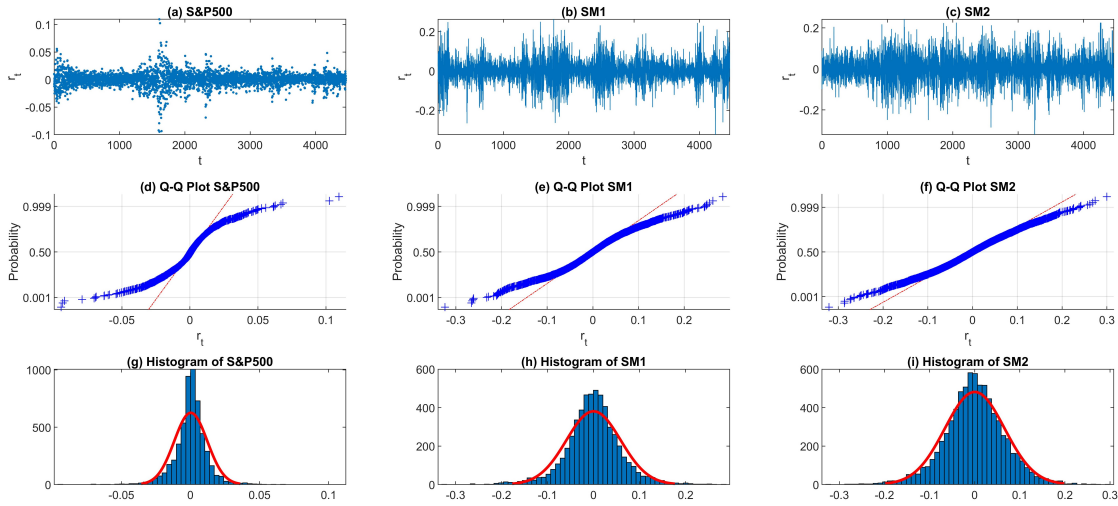 (a) S&P500
(b) SM1
(c) SM2
0.1
0.05
0
-0.05
-0.1
r_t
0 1000 2000 3000 4000
t
0.2
0
-0.2
r_t
0 1000 2000 3000 4000
t
0.2
0
-0.2
r_t
0 1000 2000 3000 4000
t
(d) Q-Q Plot S&P500
(e) Q-Q Plot SM1
(f) Q-Q Plot SM2
Probability
0.999
0.50
0.001
-0.05 0 0.05 0.1
r_t
Probability
0.999
0.50
0.001
-0.3 -0.2 -0.1 0 0.1 0.2
r_t
Probability
0.999
0.50
0.001
-0.3 -0.2 -0.1 0 0.1 0.2 0.3
r_t
(g) Histogram of S&P500
(h) Histogram of SM1
(i) Histogram of SM2
1000
500
0
-0.05 0 0.05 0.1
600
400
200
0
-0.3 -0.2 -0.1 0 0.1 0.2
600
400
200
0
-0.3 -0.2 -0.1 0 0.1 0.2 0.3